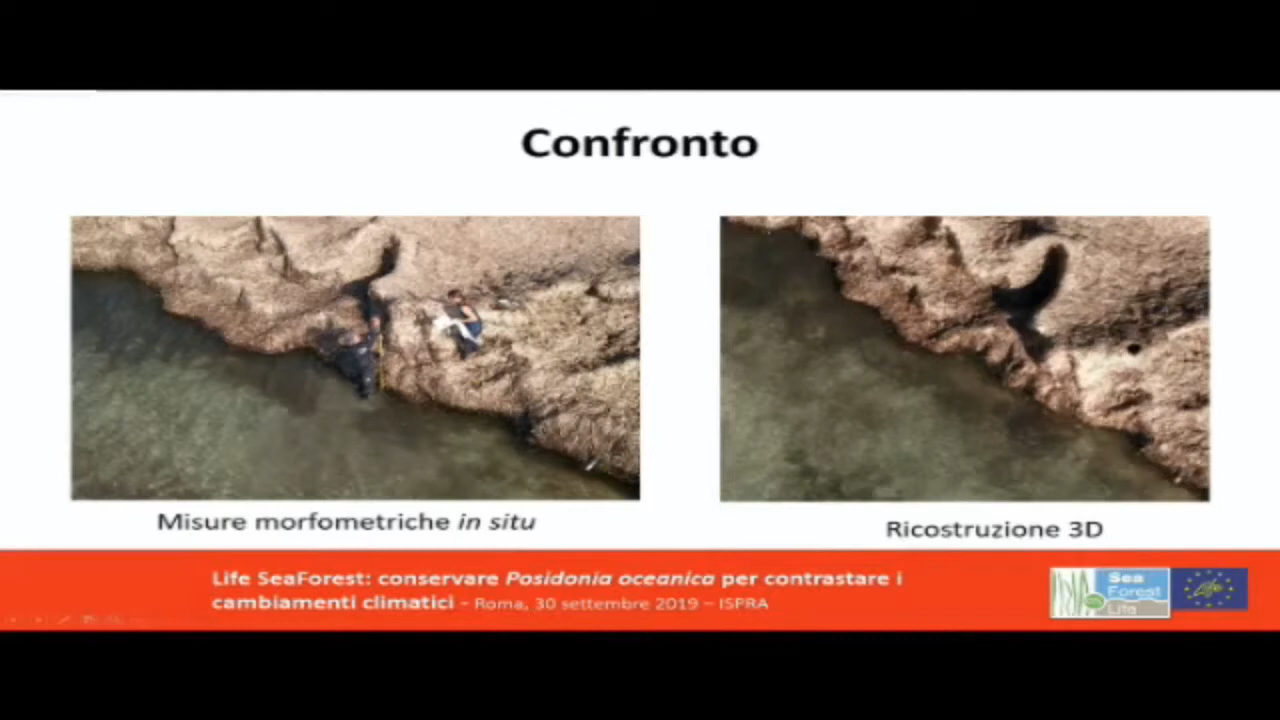 Confronto
Misure morfometriche in situ
Ricostruzione 3D
Life SeaForest: conservare Posidonia oceanica per contrastare i
cambiamenti climatici – Roma, 30 settembre 2019 – ISPRA
Sea
Forest
Life